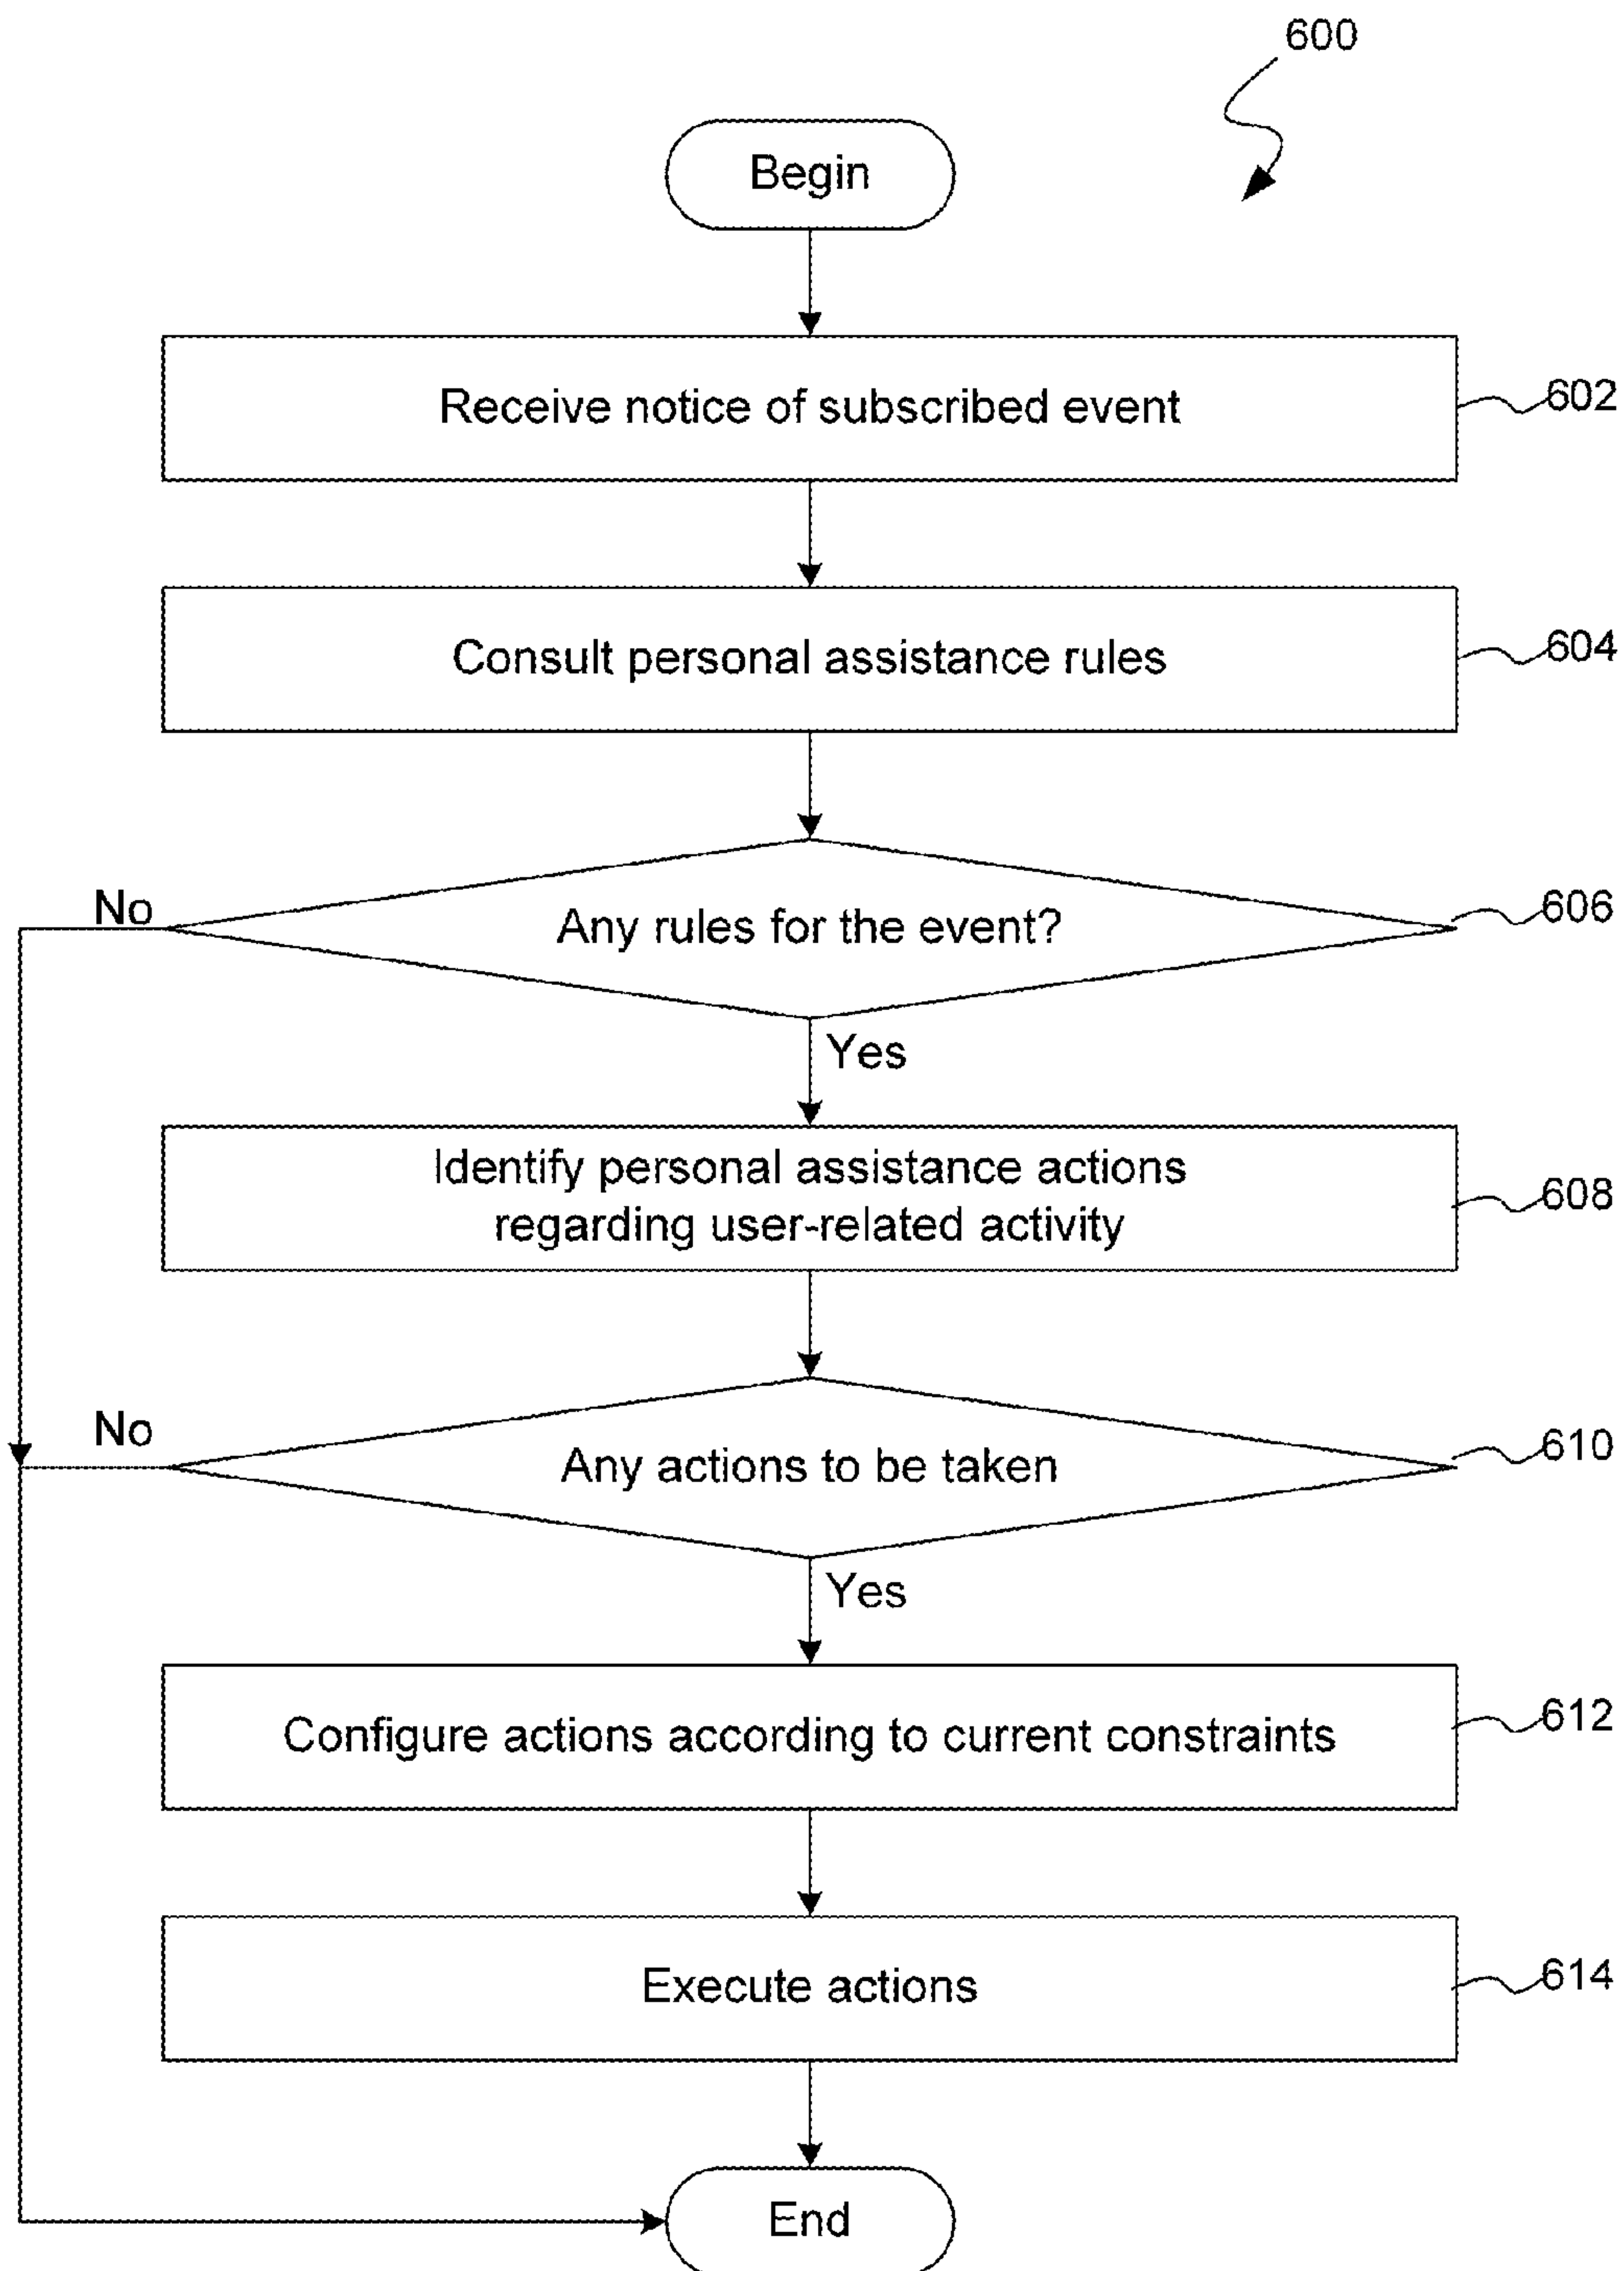 600
Begin
Receive notice of subscribed event
602
Consult personal assistance rules
604
No
Any rules for the event?
606
Yes
Identify personal assistance actions
regarding user-related activity
608
No
Any actions to be taken
610
Yes
Configure actions according to current constraints
612
Execute actions
614
End